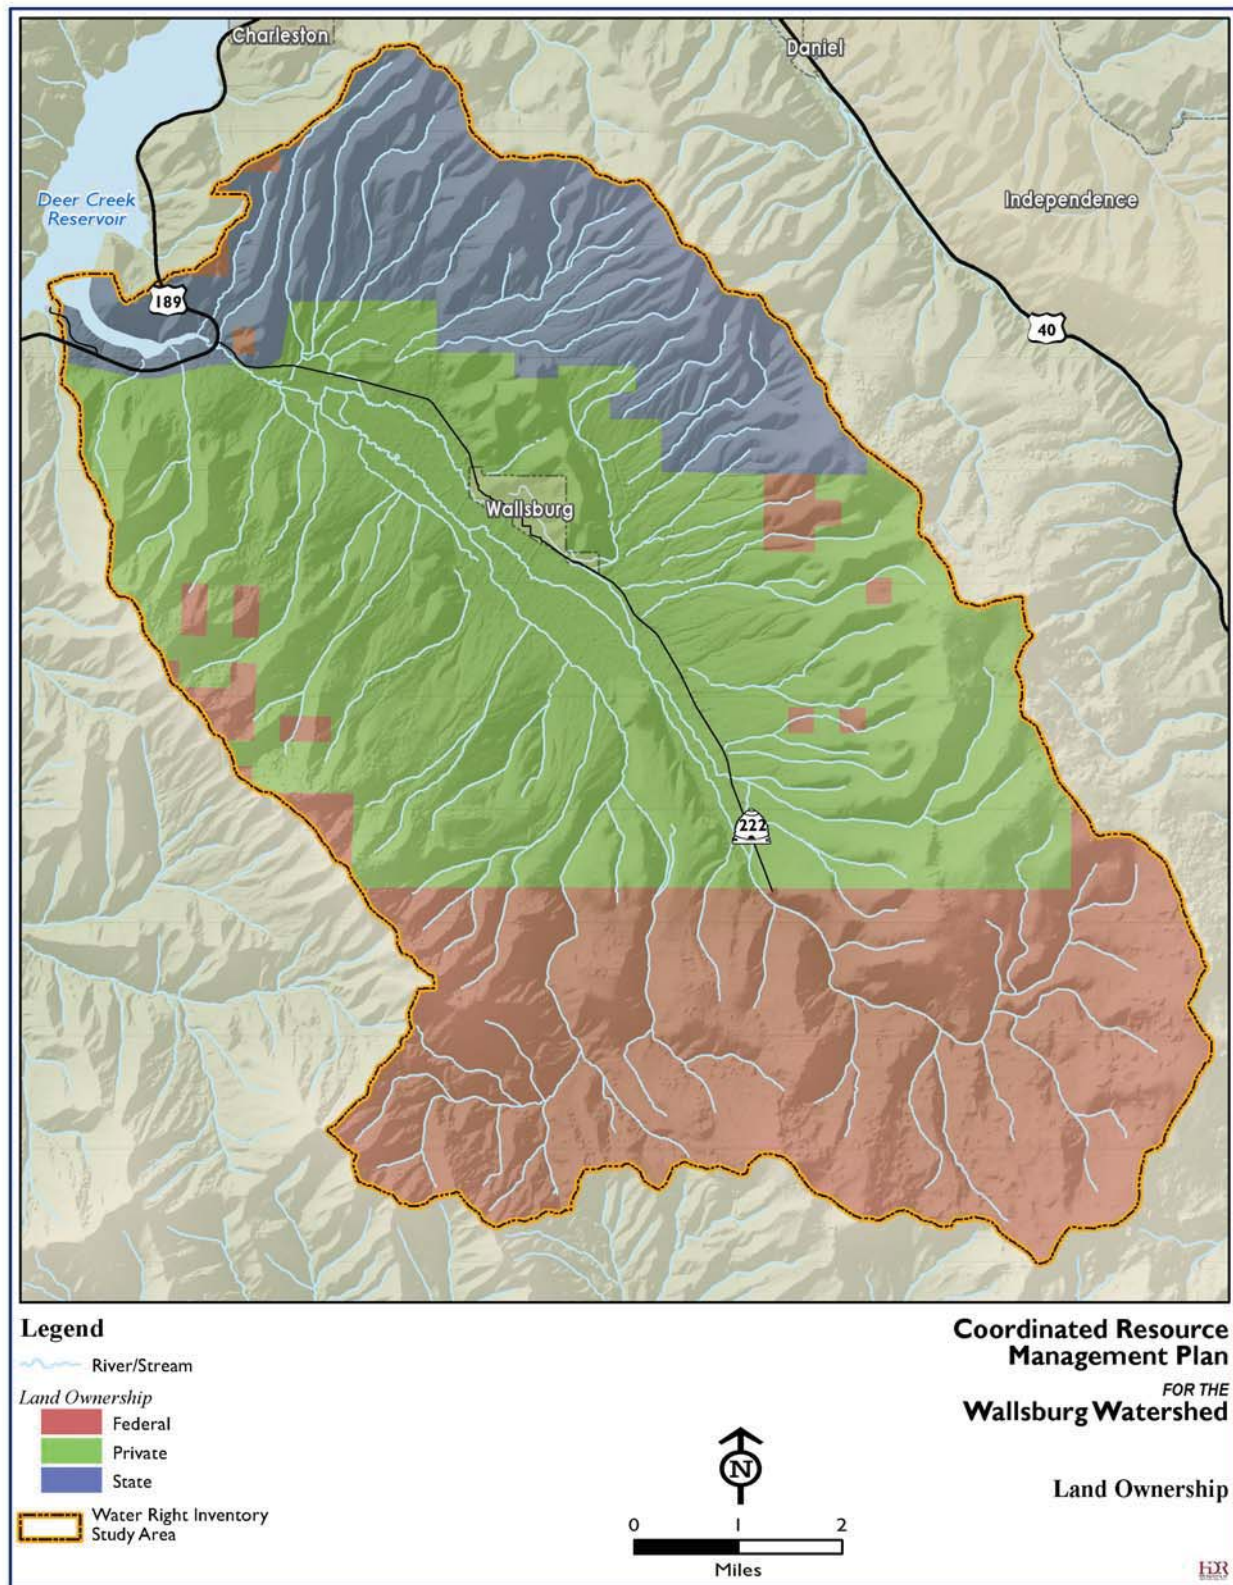 Charleston
Daniel
Deer Creek
Reservoir
Independence
189
40
Wallsburg
222
Legend
River/Stream
Land Ownership
Federal
Private
State
Water Right Inventory
Study Area
N
0 1 2
Miles
Coordinated Resource
Management Plan
FOR THE
Wallsburg Watershed
Land Ownership
HDR